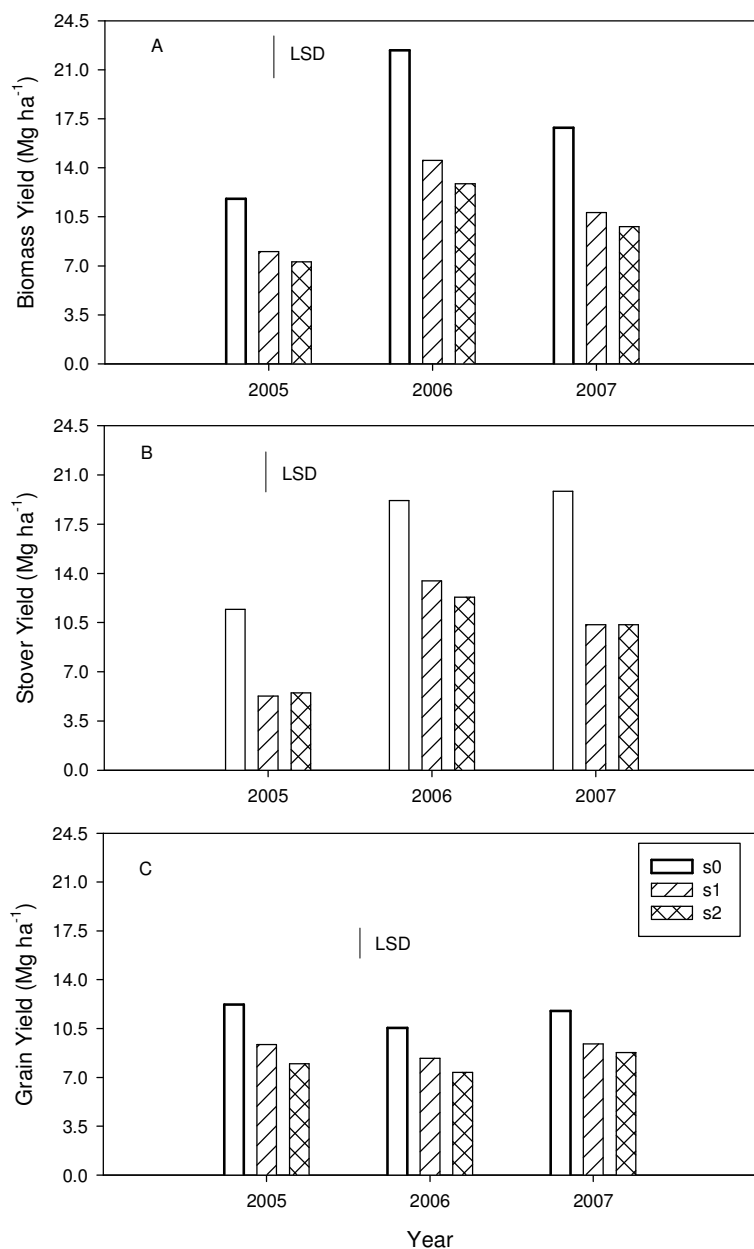 24.5
A
LSD
21.0
17.5
14.0
10.5
7.0
3.5
0.0
Biomass Yield (Mg ha⁻¹)
2005 2006 2007
24.5
B
LSD
21.0
17.5
14.0
10.5
7.0
3.5
0.0
Stover Yield (Mg ha⁻¹)
2005 2006 2007
24.5
C
s0
s1
s2
21.0
17.5
LSD
14.0
10.5
7.0
3.5
0.0
Grain Yield (Mg ha⁻¹)
2005 2006 2007
Year